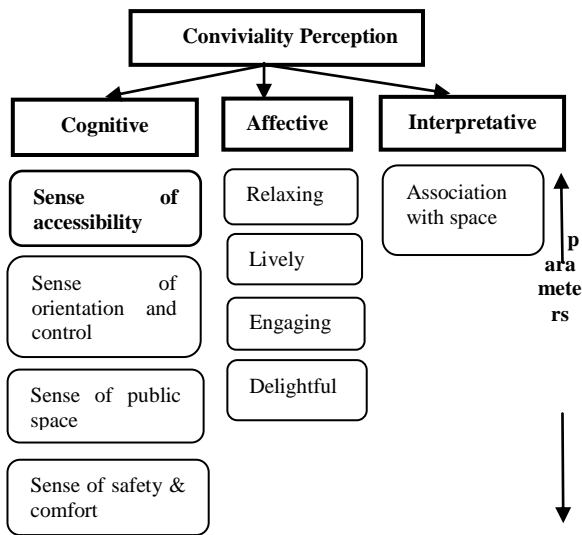 Conviviality Perception
Cognitive
Affective
Interpretative
Sense of
accessibility
Sense of
orientation and
control
Sense of public
space
Sense of safety &
comfort
Relaxing
Lively
Engaging
Delightful
Association
with space
p
ara
mete
rs